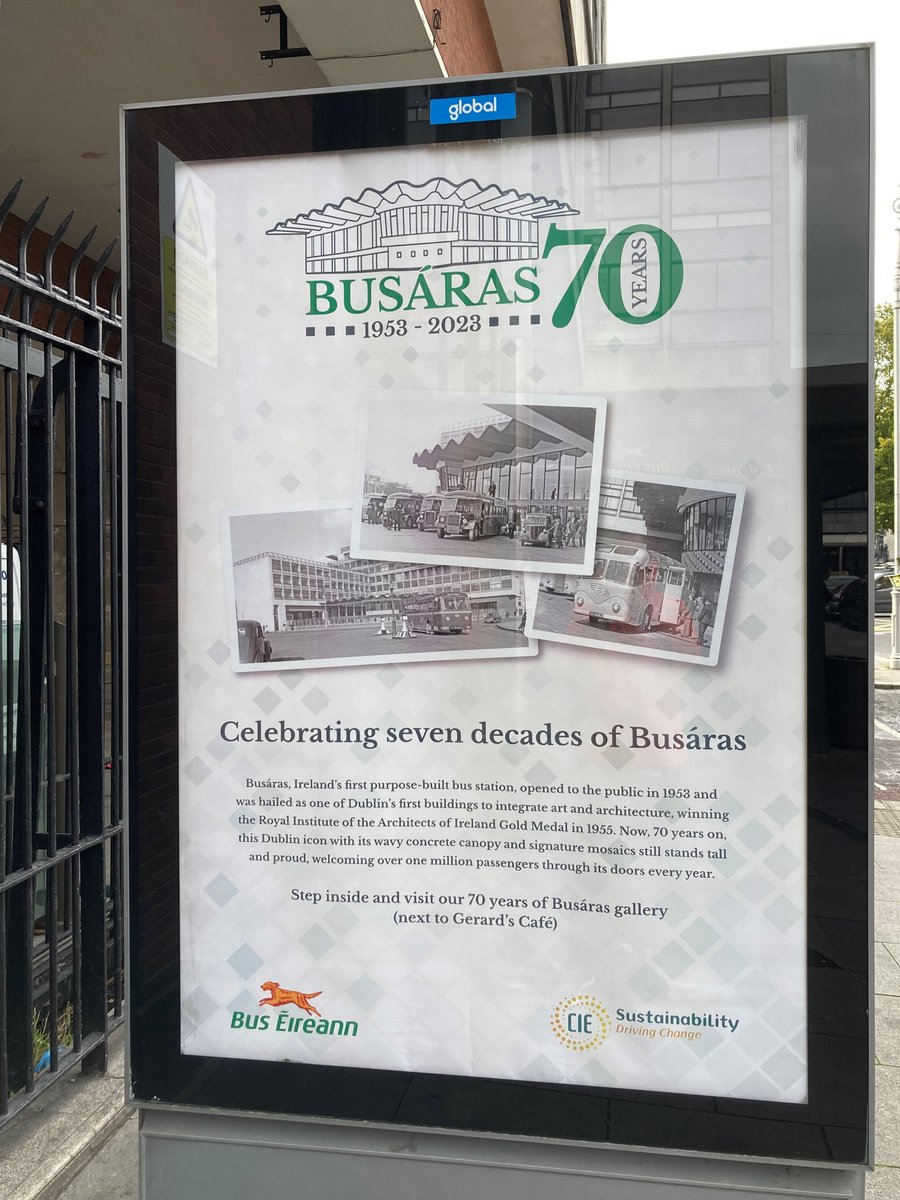 global
BUSÁRAS 70 YEARS
1953 - 2023
Celebrating seven decades of Busáras
Busáras, Ireland's first purpose-built bus station, opened to the public in 1953 and
was hailed as one of Dublin's first buildings to integrate art and architecture, winning
the Royal Institute of the Architects of Ireland Gold Medal in 1955. Now, 70 years on,
this Dublin icon with its wavy concrete canopy and signature mosaics still stands tall
and proud, welcoming over one million passengers through its doors every year.
Step inside and visit our 70 years of Busáras gallery
(next to Gerard's Café)
Bus Éireann
CIE Sustainability
Driving Change